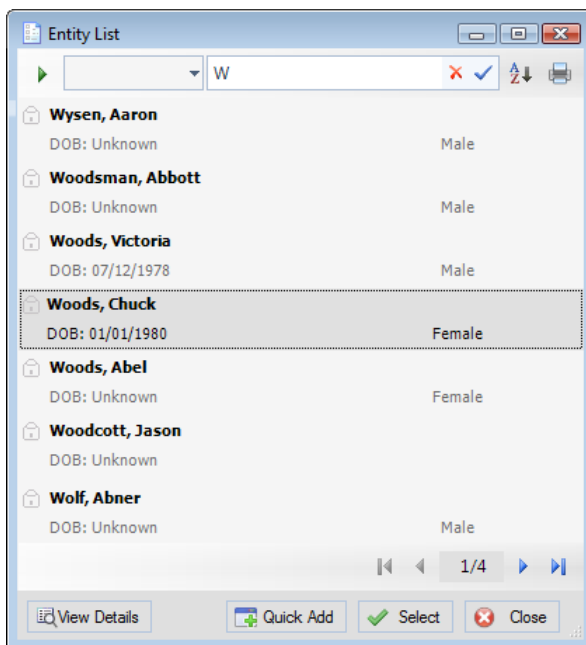 Entity List
W
A
Z
Wysen, Aaron
DOB: Unknown Male
Woodsman, Abbott
DOB: Unknown Male
Woods, Victoria
DOB: 07/12/1978 Male
Woods, Chuck
DOB: 01/01/1980 Female
Woods, Abel
DOB: Unknown Female
Woodcott, Jason
DOB: Unknown
Wolf, Abner
DOB: Unknown Male
1/4
View Details Quick Add Select Close